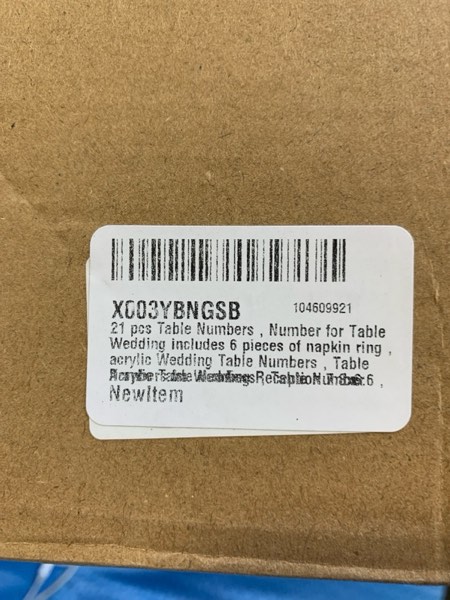 X003YBNGSB 104609921
21 pcs Table Numbers , Number for Table
Wedding includes 6 pieces of napkin ring ,
acrylic Wedding Table Numbers , Table
NewItem